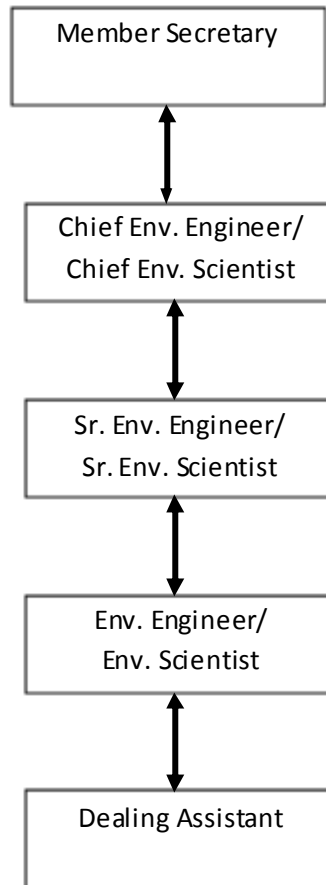 Member Secretary
Chief Env. Engineer/
Chief Env. Scientist
Sr. Env. Engineer/
Sr. Env. Scientist
Env. Engineer/
Env. Scientist
Dealing Assistant